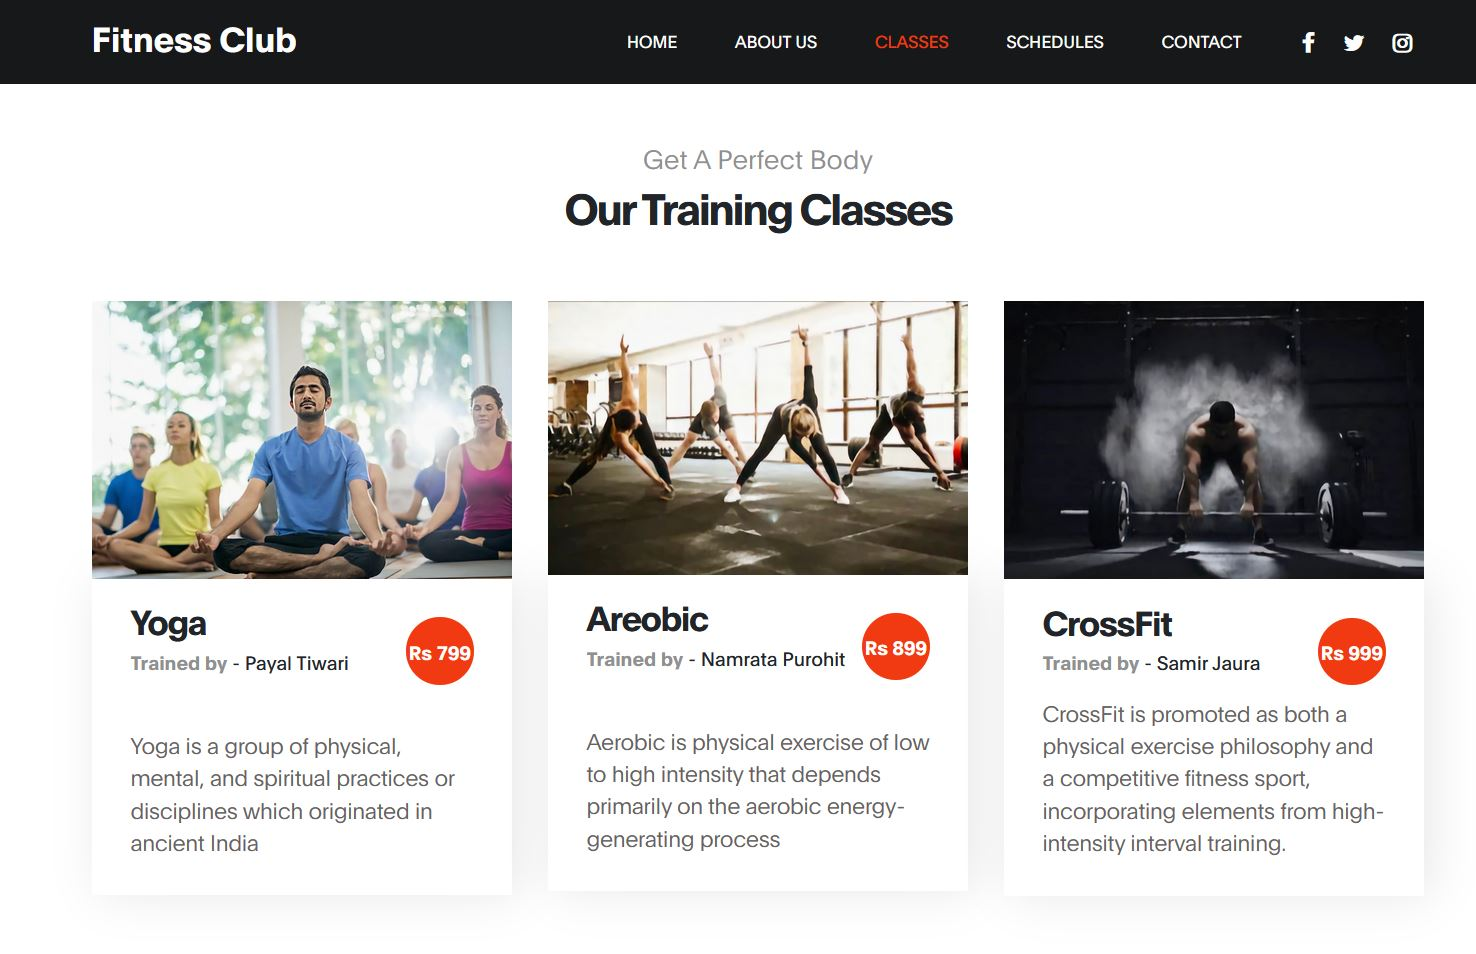 Fitness Club
HOME ABOUT US CLASSES SCHEDULES CONTACT
Get A Perfect Body
Our Training Classes
Yoga
Trained by - Payal Tiwari
Rs 799
Yoga is a group of physical,
mental, and spiritual practices or
disciplines which originated in
ancient India
Areobic
Trained by - Namrata Purohit
Rs 899
Aerobic is physical exercise of low
to high intensity that depends
primarily on the aerobic energy-
generating process
CrossFit
Trained by - Samir Jaura
Rs 999
CrossFit is promoted as both a
physical exercise philosophy and
a competitive fitness sport,
incorporating elements from high-
intensity interval training.